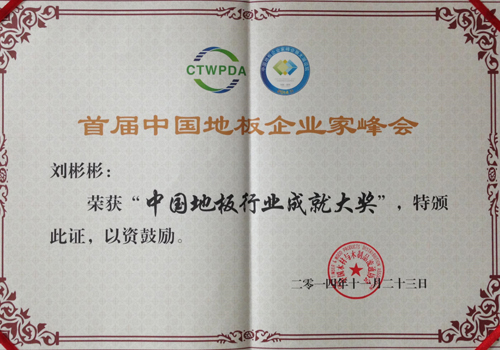 CTWPDA
首届中国地板企业家峰会
刘彬彬：
荣获“中国地板行业成就大奖”，特颁
此证，以资鼓励。
二零一四年十一月二十三日